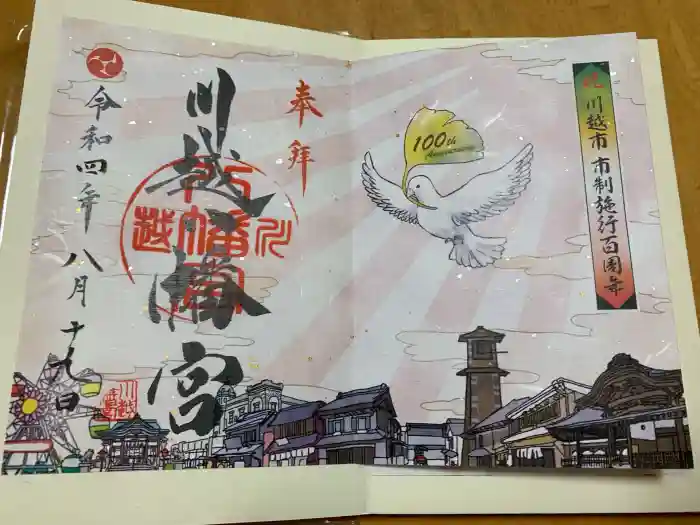 祝 川越市 市制施行百周年
100th
Anniversary
奉拝
川越八幡宮
令和四年八月十九日